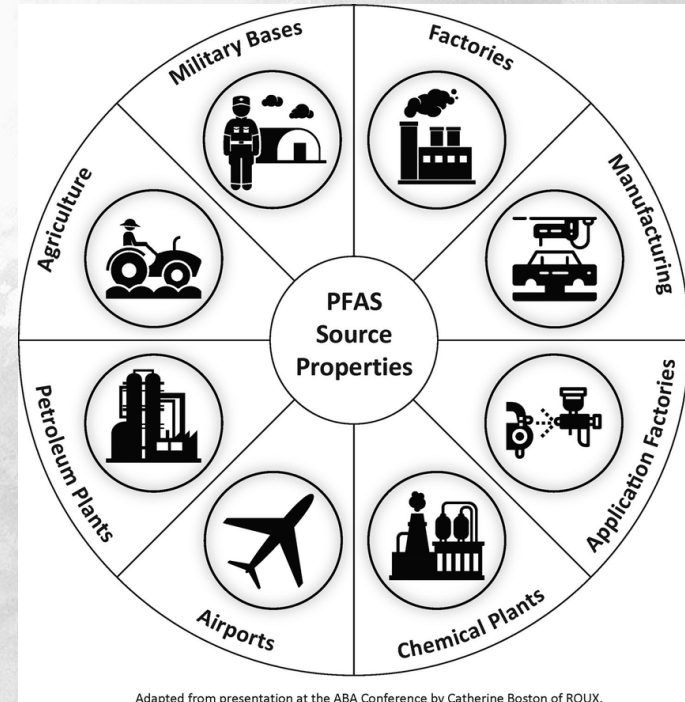 Military Bases
Factories
Agriculture
Manufacturing
PFAS
Source
Properties
Petroleum Plants
Application Factories
Airports
Chemical Plants
Adapted from presentation at the ABA Conference by Catherine Boston of ROUX.